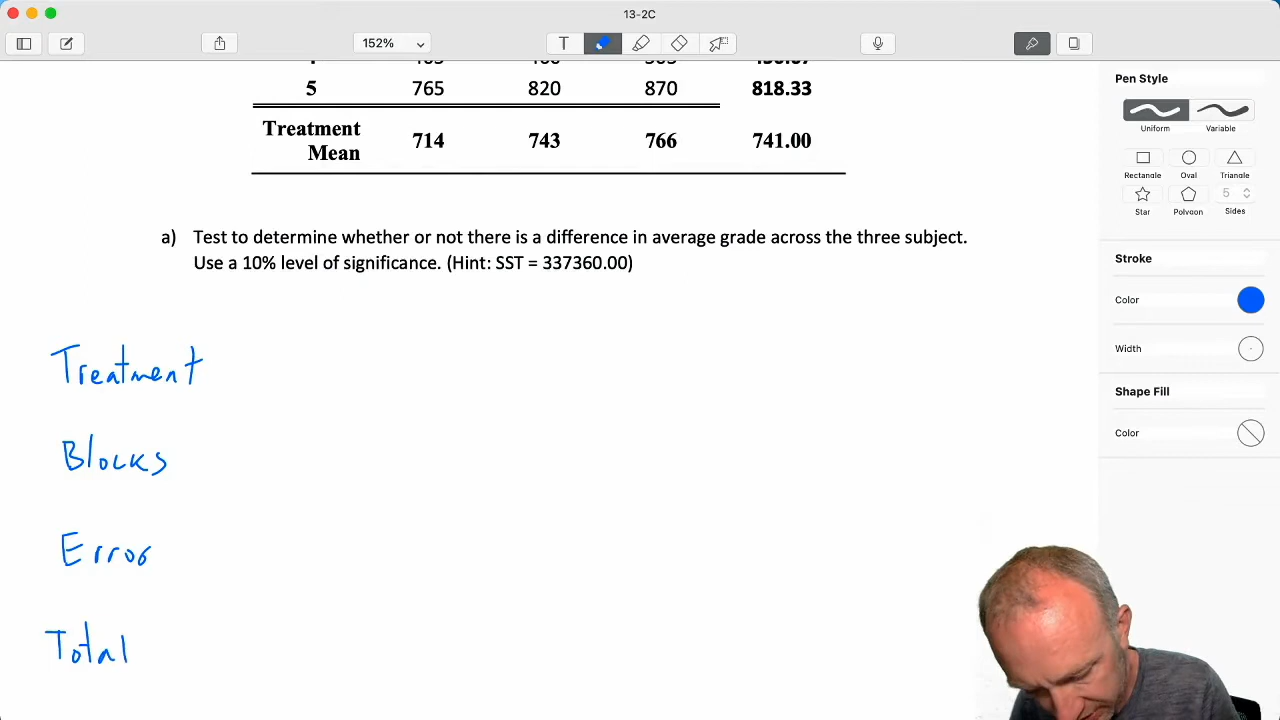 13-2C
152%
5 765 820 870 818.33
Treatment
Mean 714 743 766 741.00
a) Test to determine whether or not there is a difference in average grade across the three subject.
Use a 10% level of significance. (Hint: SST = 337360.00)
Treatment
Blocks
Error
Total
Pen Style
Uniform Variable
Rectangle Oval Triangle
5
Star Polygon Sides
Stroke
Color
Width
Shape Fill
Color